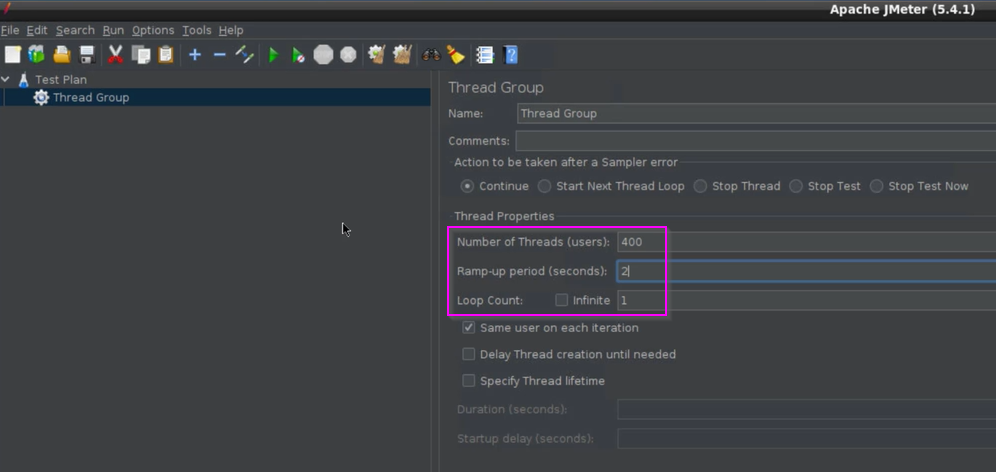 Apache JMeter (5.4.1)
File Edit Search Run Options Tools Help
Test Plan
Thread Group
Thread Group
Name: Thread Group
Comments:
Action to be taken after a Sampler error
Continue Start Next Thread Loop Stop Thread Stop Test Stop Test Now
Thread Properties
Number of Threads (users): 400
Ramp-up period (seconds): 2
Loop Count: Infinite 1
Same user on each iteration
Delay Thread creation until needed
Specify Thread lifetime
Duration (seconds):
Startup delay (seconds):